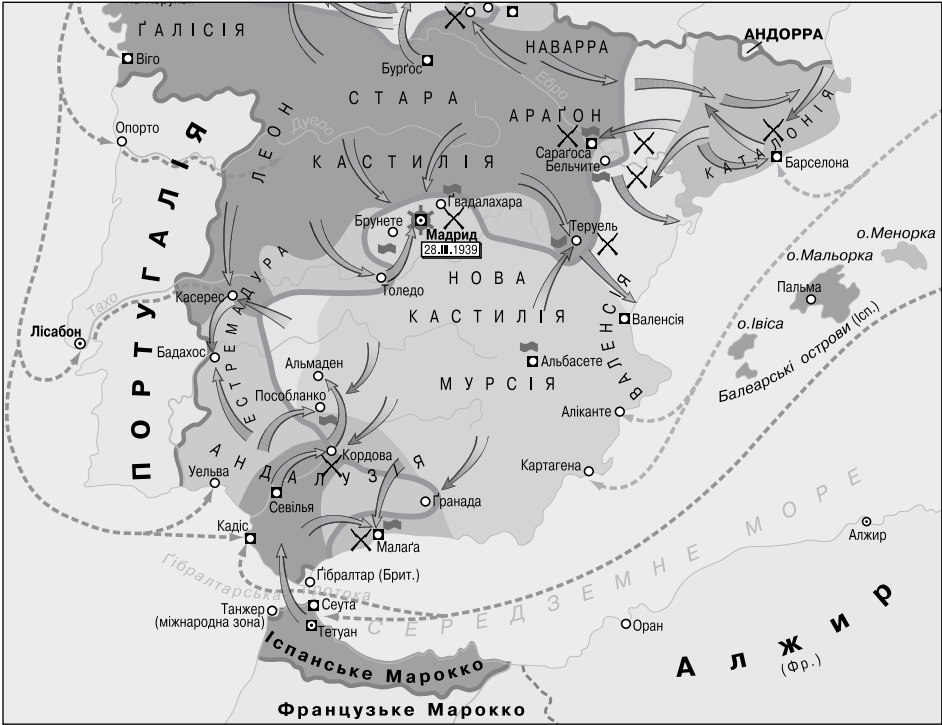 ҐАЛІСІЯ
Віго
Бурґос
НАВАРРА
АНДОРРА
ЛЕОН
СТАРА
Ебро
АРАҐОН
КАТАЛОНІЯ
Опорто
Дуеро
КАСТИЛІЯ
Сараґоса
Бельчите
Барселона
ПОРТУГАЛІЯ
Ґвадалахара
Брунете
Мадрид
28.III.1939
Теруель
о.Менорка
о.Мальорка
Пальма
Тахо
Касерес
ЕСТРЕМАДУРА
Толедо
НОВА
КАСТИЛІЯ
Лісабон
Валенсія
ВАЛЕНСІЯ
о.Івіса
Балеарські острови (Ісп.)
Бадахос
Альмаден
Альбасете
Пособланко
МУРСІЯ
Аліканте
АНДАЛУЗІЯ
Кордова
Картагена
Уельва
Севілья
Ґранада
Кадіс
Малаґа
Алжир
Гібралтарська протока
Ґібралтар (Брит.)
СЕРЕДЗЕМНЕ МОРЕ
Танжер
(міжнародна зона)
Сеута
Тетуан
Оран
Іспанське Марокко
Алжир
(Фр.)
Французьке Марокко